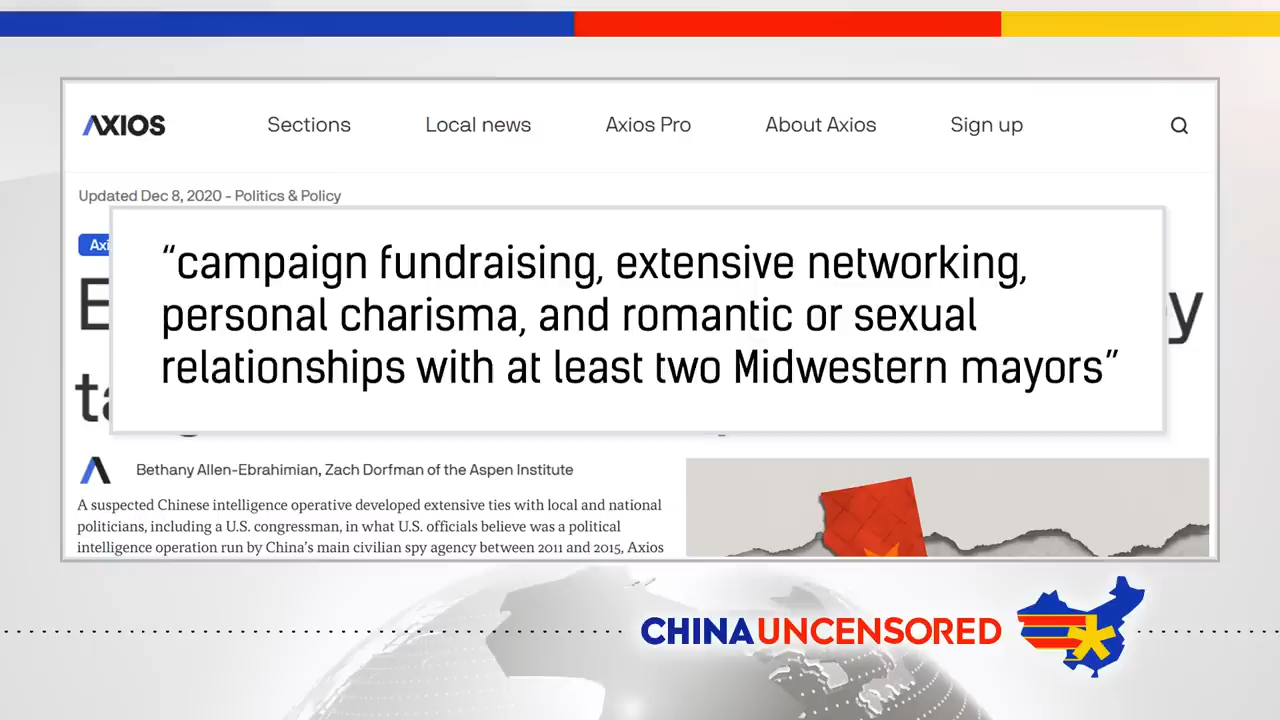 AXIOS Sections Local news Axios Pro About Axios Sign up
Updated Dec 8, 2020 - Politics & Policy
“campaign fundraising, extensive networking,
personal charisma, and romantic or sexual
relationships with at least two Midwestern mayors”
Bethany Allen-Ebrahimian, Zach Dorfman of the Aspen Institute
A suspected Chinese intelligence operative developed extensive ties with local and national
politicians, including a U.S. congressman, in what U.S. officials believe was a political
intelligence operation run by China’s main civilian spy agency between 2011 and 2015, Axios
CHINA UNCENSORED